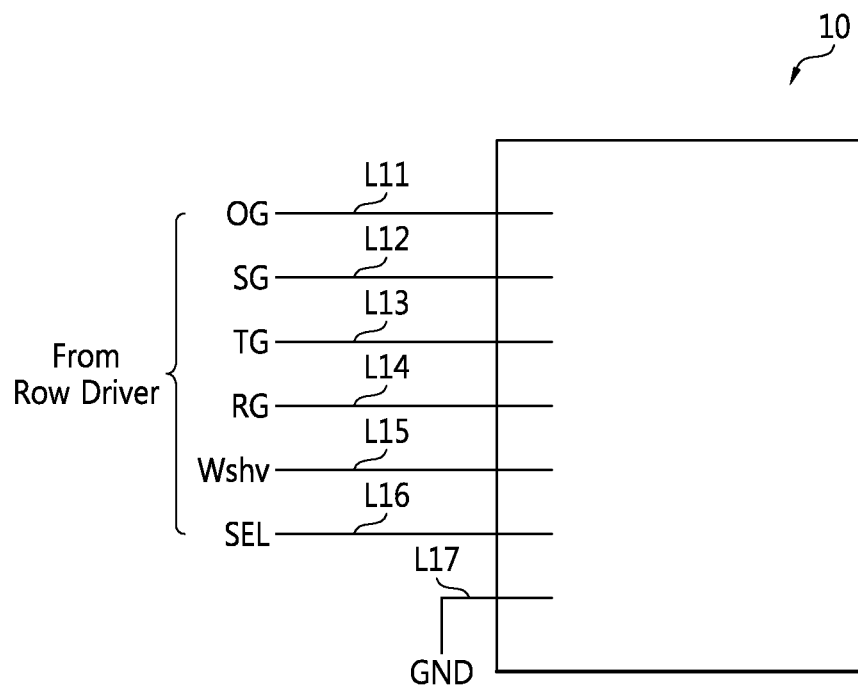 10
L11
OG
L12
SG
L13
TG
From
Row Driver
L14
RG
L15
Wshv
L16
SEL
L17
GND